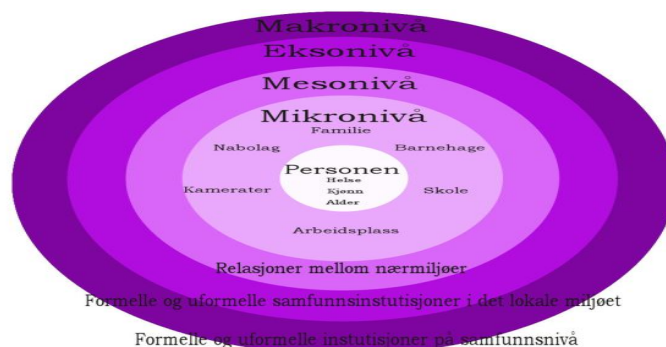 Makronivå
Eksonivå
Mesonivå
Mikronivå
Familie
Nabolag
Barnehage
Personen
Helse
Kjønn
Alder
Kamerater
Skole
Arbeidsplass
Relasjoner mellom nærmiljøer
Formelle og uformelle samfunnsinstutisjoner i det lokale miljøet
Formelle og uformelle instutisjoner på samfunnsnivå